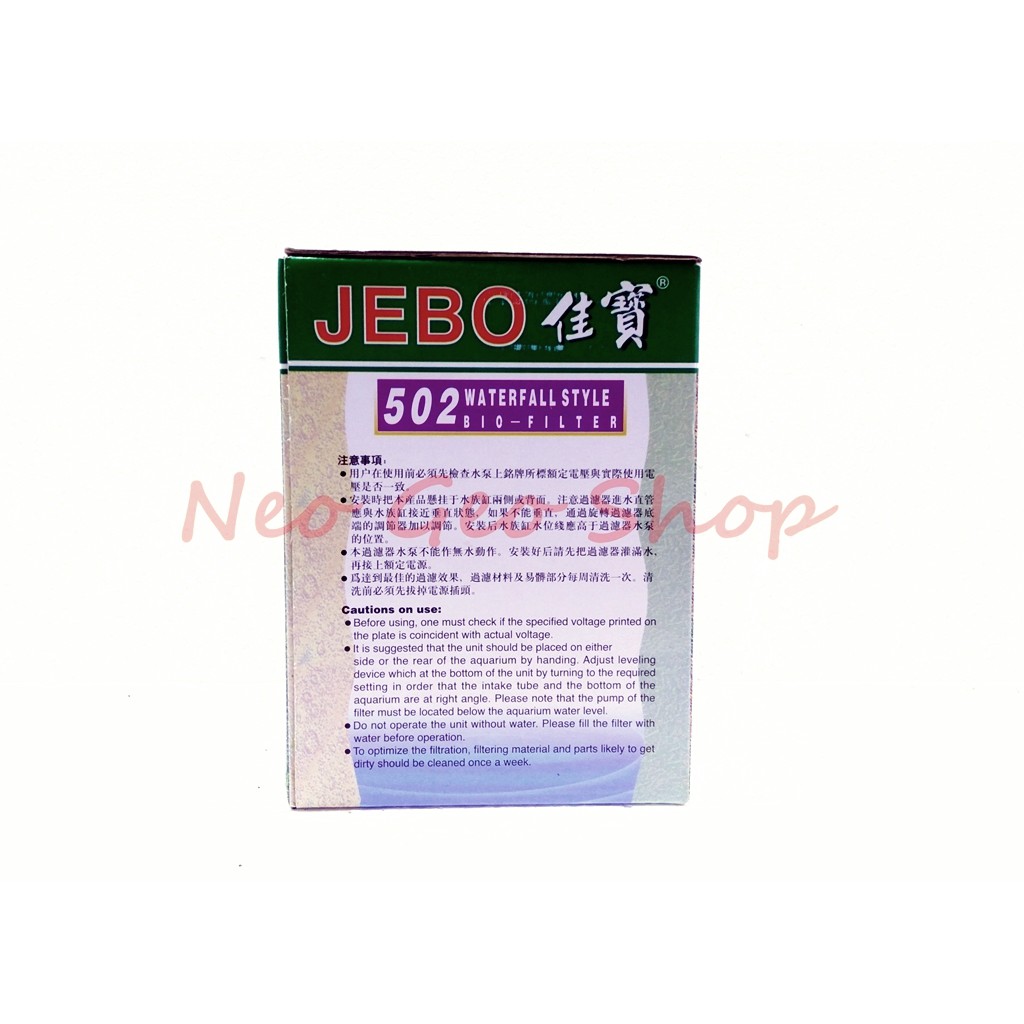 JEBO 佳寶®
502 WATERFALL STYLE
BIO-FILTER
注意事項:
●用户在使用前必須先檢查水泵上銘牌所標額定電壓與實際使用電
壓是否一致。
●安裝時把本産品懸挂于水族缸兩側或背面。注意過濾器進水直管
應與水族缸接近垂直狀態，如果不能垂直，通過旋轉過濾器底
端的調節器加以調節。安裝后水族缸水位綫應高于過濾器水泵
的位置。
●本過濾器水泵不能作無水動作。安裝好后請先把過濾器灌滿水，
再接上額定電源。
●爲達到最佳的過濾效果，過濾材料及易髒部分每周清洗一次。清
洗前必須先拔掉電源插頭。
Neo Geo Shop
Cautions on use:
●Before using, one must check if the specified voltage printed on
the plate is coincident with actual voltage.
●It is suggested that the unit should be placed on either
side or the rear of the aquarium by handing. Adjust leveling
device which at the bottom of the unit by turning to the required
setting in order that the intake tube and the bottom of the
aquarium are at right angle. Please note that the pump of the
filter must be located below the aquarium water level.
●Do not operate the unit without water. Please fill the filter with
water before operation.
●To optimize the filtration, filtering material and parts likely to get
dirty should be cleaned once a week.